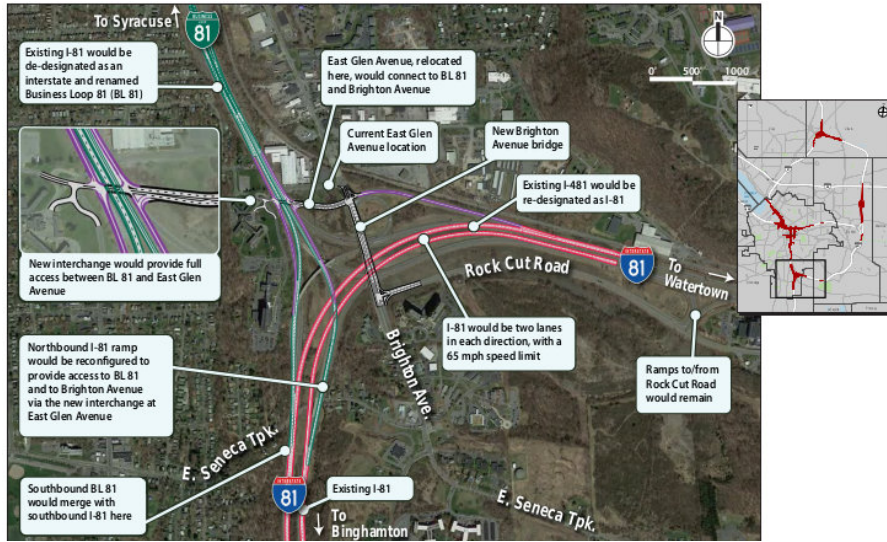 To Syracuse
BUSINESS
81
N
0'
500'
1000'
Existing I-81 would be
de-designated as an
interstate and renamed
Business Loop 81 (BL 81)
East Glen Avenue, relocated
here, would connect to BL 81
and Brighton Avenue
Current East Glen
Avenue location
New Brighton
Avenue bridge
Existing I-481 would be
re-designated as I-81
New interchange would provide full
access between BL 81 and East Glen
Avenue
INTERSTATE
81
To
Watertown
Rock Cut Road
I-81 would be two lanes
in each direction, with a
65 mph speed limit
Ramps to/from
Rock Cut Road
would remain
Northbound I-81 ramp
would be reconfigured to
provide access to BL 81
and to Brighton Avenue
via the new interchange at
East Glen Avenue
Brighton Ave.
E. Seneca Tpk.
Southbound BL 81
would merge with
southbound I-81 here
INTERSTATE
81
Existing I-81
To
Binghamton
E. Seneca Tpk.